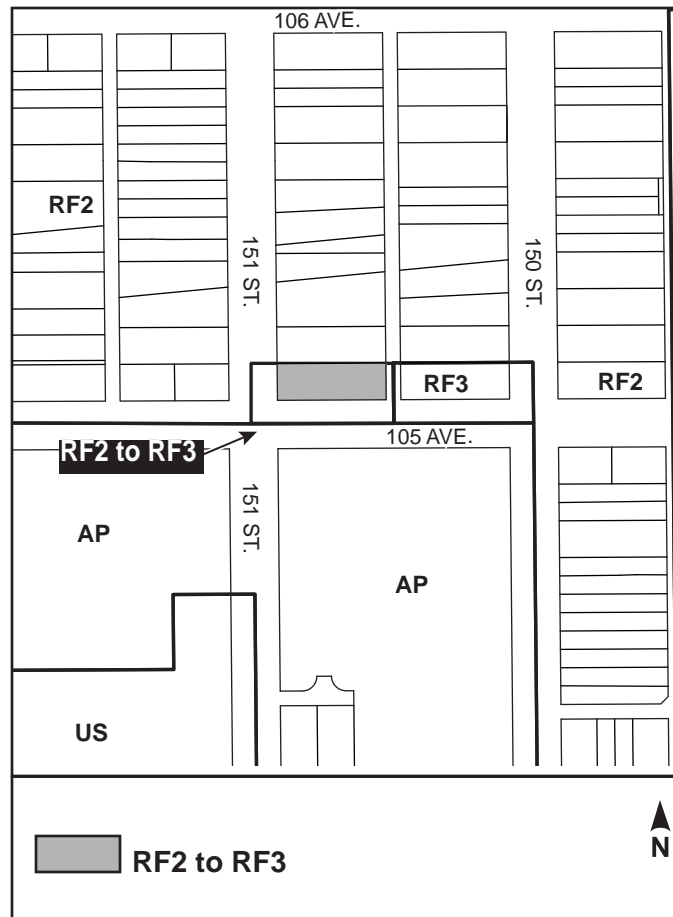 106 AVE.
RF2
151 ST.
150 ST.
RF3
RF2
RF2 to RF3
105 AVE.
151 ST.
AP
AP
US
RF2 to RF3
N